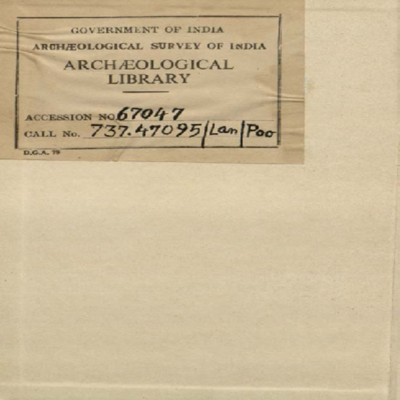 GOVERNMENT OF INDIA
ARCHÆOLOGICAL SURVEY OF INDIA
ARCHÆOLOGICAL
LIBRARY
ACCESSION NO. 67047
CALL No. 737.47095/Lan/Poo
D.G.A. 79